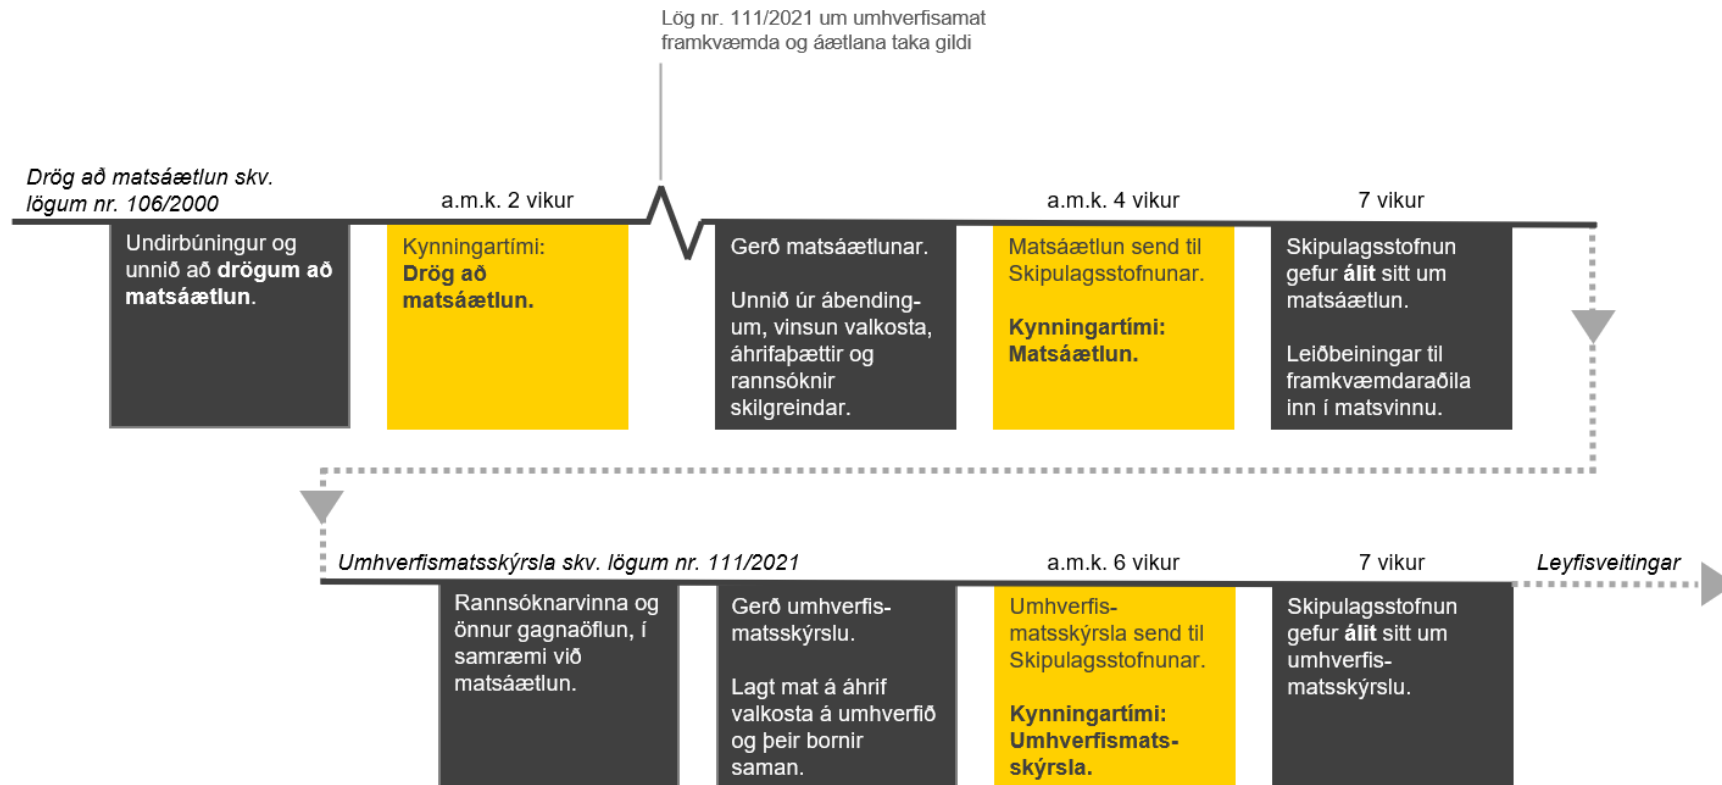 Lög nr. 111/2021 um umhverfisamat
framkvæmda og áætlana taka gildi
Drög að matsáætlun skv.
lögum nr. 106/2000
a.m.k. 2 vikur
a.m.k. 4 vikur
7 vikur
Undirbúningur og
unnið að drögum að
matsáætlun.
Kynningartími:
Drög að
matsáætlun.
Gerð matsáætlunar.
Unnið úr ábending-
um, vinsun valkosta,
áhrifaþættir og
rannsóknir
skilgreindar.
Matsáætlun send til
Skipulagsstofnunar.
Kynningartími:
Matsáætlun.
Skipulagsstofnun
gefur álit sitt um
matsáætlun.
Leiðbeiningar til
framkvæmdaraðila
inn í matsvinnu.
Umhverfismatsskýrsla skv. lögum nr. 111/2021
a.m.k. 6 vikur
7 vikur
Leyfisveitingar
Rannsóknarvinna og
önnur gagnaöflun, í
samræmi við
matsáætlun.
Gerð umhverfis-
matsskýrslu.
Lagt mat á áhrif
valkosta á umhverfið
og þeir bornir
saman.
Umhverfis-
matsskýrsla send til
Skipulagsstofnunar.
Kynningartími:
Umhverfismats-
skýrsla.
Skipulagsstofnun
gefur álit sitt um
umhverfis-
matsskýrslu.